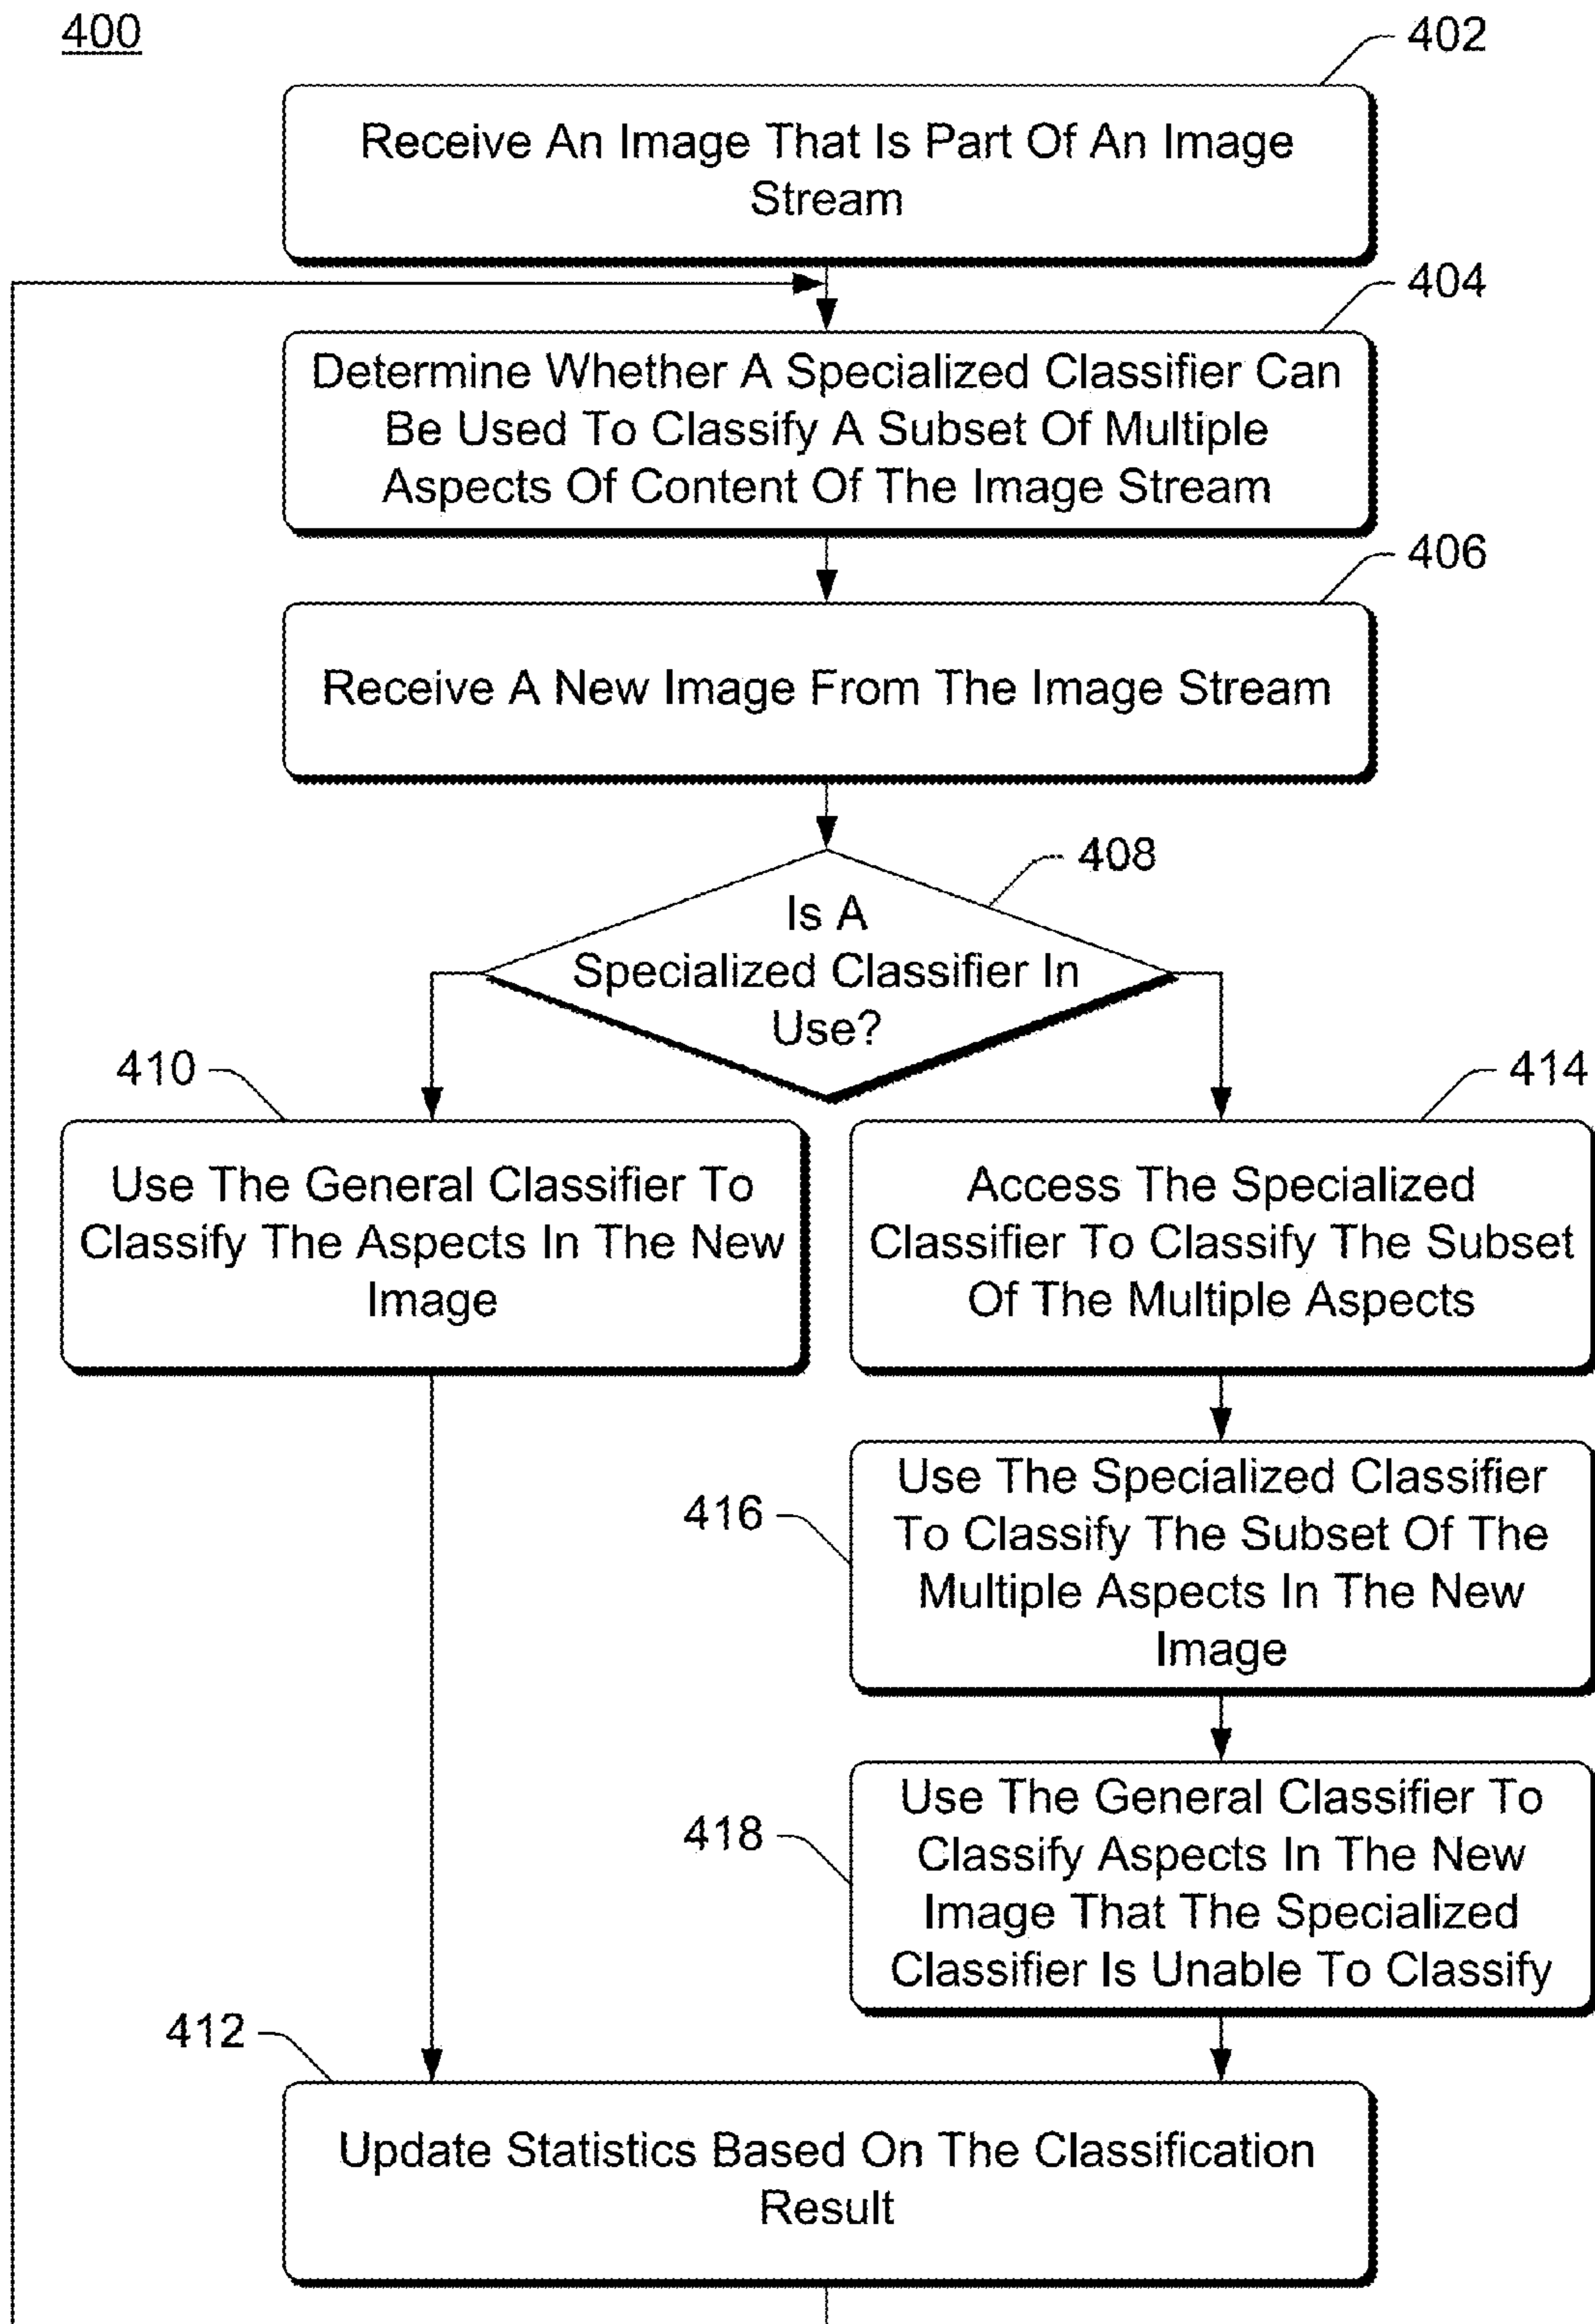 400
402
Receive An Image That Is Part Of An Image
Stream
404
Determine Whether A Specialized Classifier Can
Be Used To Classify A Subset Of Multiple
Aspects Of Content Of The Image Stream
406
Receive A New Image From The Image Stream
408
Is A
Specialized Classifier In
Use?
410
Use The General Classifier To
Classify The Aspects In The New
Image
414
Access The Specialized
Classifier To Classify The Subset
Of The Multiple Aspects
416
Use The Specialized Classifier
To Classify The Subset Of The
Multiple Aspects In The New
Image
418
Use The General Classifier To
Classify Aspects In The New
Image That The Specialized
Classifier Is Unable To Classify
412
Update Statistics Based On The Classification
Result